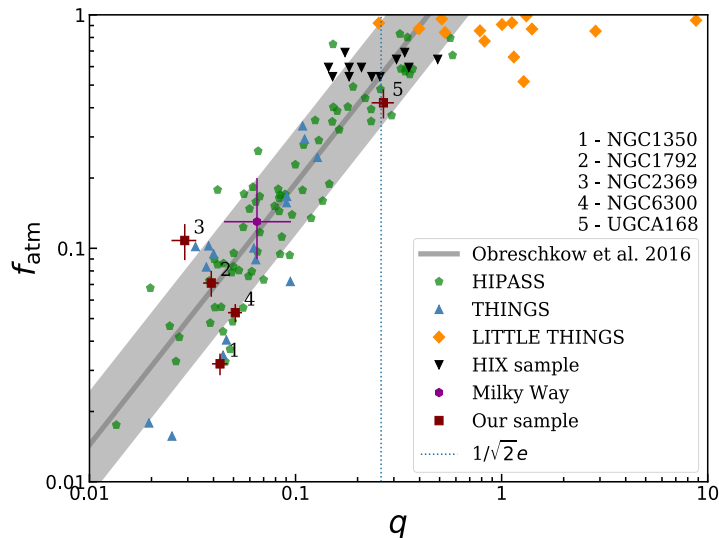 1
0.1
0.01
f_atm
0.01
0.1
1
10
q
5
3
2
4
1
1 - NGC1350
2 - NGC1792
3 - NGC2369
4 - NGC6300
5 - UGCA168
Obreschkow et al. 2016
HIPASS
THINGS
LITTLE THINGS
HIX sample
Milky Way
Our sample
1/√2e